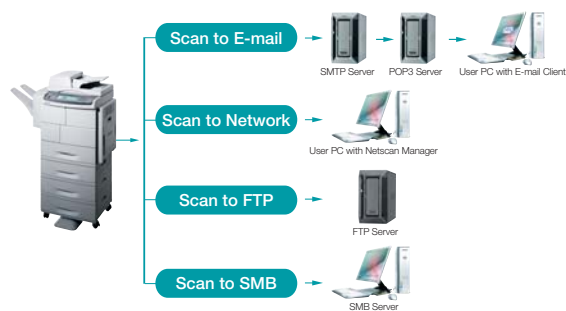 Scan to E-mail
SMTP Server
POP3 Server
User PC with E-mail Client
Scan to Network
User PC with Netscan Manager
Scan to FTP
FTP Server
Scan to SMB
SMB Server